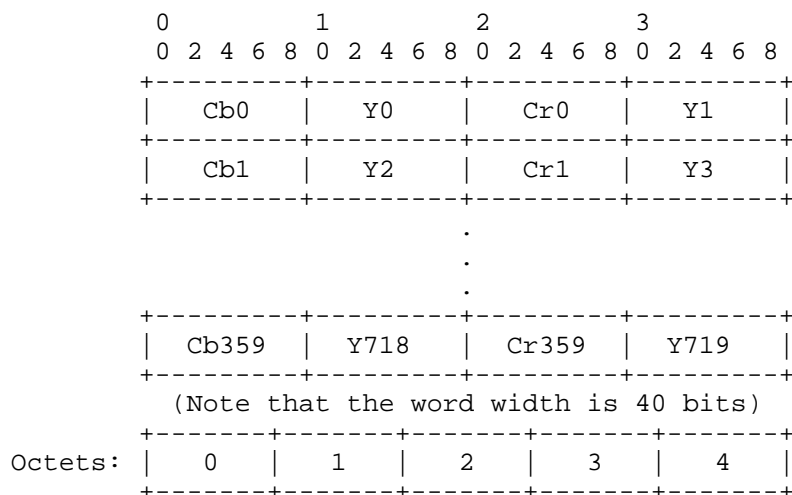 0 1 2 3
0 2 4 6 8 0 2 4 6 8 0 2 4 6 8 0 2 4 6 8
+---------+---------+---------+---------+
| Cb0 | Y0 | Cr0 | Y1 |
+---------+---------+---------+---------+
| Cb1 | Y2 | Cr1 | Y3 |
+---------+---------+---------+---------+
.
.
.
+---------+---------+---------+---------+
| Cb359 | Y718 | Cr359 | Y719 |
+---------+---------+---------+---------+
(Note that the word width is 40 bits)
+-------+-------+-------+-------+-------+
Octets: | 0 | 1 | 2 | 3 | 4 |
+-------+-------+-------+-------+-------+